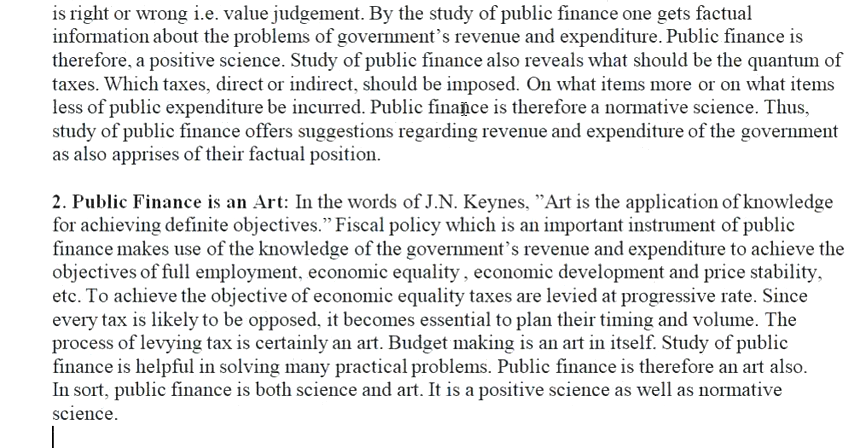 is right or wrong i.e. value judgement. By the study of public finance one gets factual
information about the problems of government's revenue and expenditure. Public finance is
therefore, a positive science. Study of public finance also reveals what should be the quantum of
taxes. Which taxes, direct or indirect, should be imposed. On what items more or on what items
less of public expenditure be incurred. Public finance is therefore a normative science. Thus,
study of public finance offers suggestions regarding revenue and expenditure of the government
as also apprises of their factual position.
2. Public Finance is an Art: In the words of J.N. Keynes, ”Art is the application of knowledge
for achieving definite objectives.” Fiscal policy which is an important instrument of public
finance makes use of the knowledge of the government's revenue and expenditure to achieve the
objectives of full employment, economic equality , economic development and price stability,
etc. To achieve the objective of economic equality taxes are levied at progressive rate. Since
every tax is likely to be opposed, it becomes essential to plan their timing and volume. The
process of levying tax is certainly an art. Budget making is an art in itself. Study of public
finance is helpful in solving many practical problems. Public finance is therefore an art also.
In sort, public finance is both science and art. It is a positive science as well as normative
science.